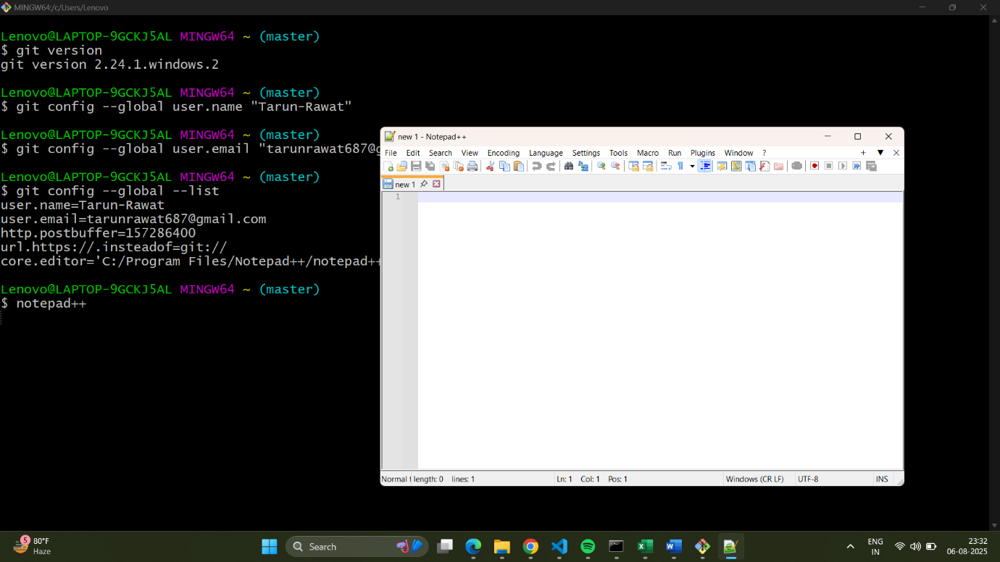 MINGW64:/c/Users/Lenovo
Lenovo@LAPTOP-9GCKJ5AL MINGW64 ~ (master)
$ git version
git version 2.24.1.windows.2
Lenovo@LAPTOP-9GCKJ5AL MINGW64 ~ (master)
$ git config --global user.name "Tarun-Rawat"
Lenovo@LAPTOP-9GCKJ5AL MINGW64 ~ (master)
$ git config --global user.email "tarunrawat687@g
Lenovo@LAPTOP-9GCKJ5AL MINGW64 ~ (master)
$ git config --global --list
user.name=Tarun-Rawat
user.email=tarunrawat687@gmail.com
http.postbuffer=157286400
url.https://.insteadof=git://
core.editor='C:/Program Files/Notepad++/notepad++
Lenovo@LAPTOP-9GCKJ5AL MINGW64 ~ (master)
$ notepad++
new 1 - Notepad++
File Edit Search View Encoding Language Settings Tools Macro Run Plugins Window ?
new 1
1
Normal t length: 0 lines: 1 Ln: 1 Col: 1 Pos: 1 Windows (CR LF) UTF-8 INS
5 80°F
Haze
Search
ENG
IN
23:32
06-08-2025